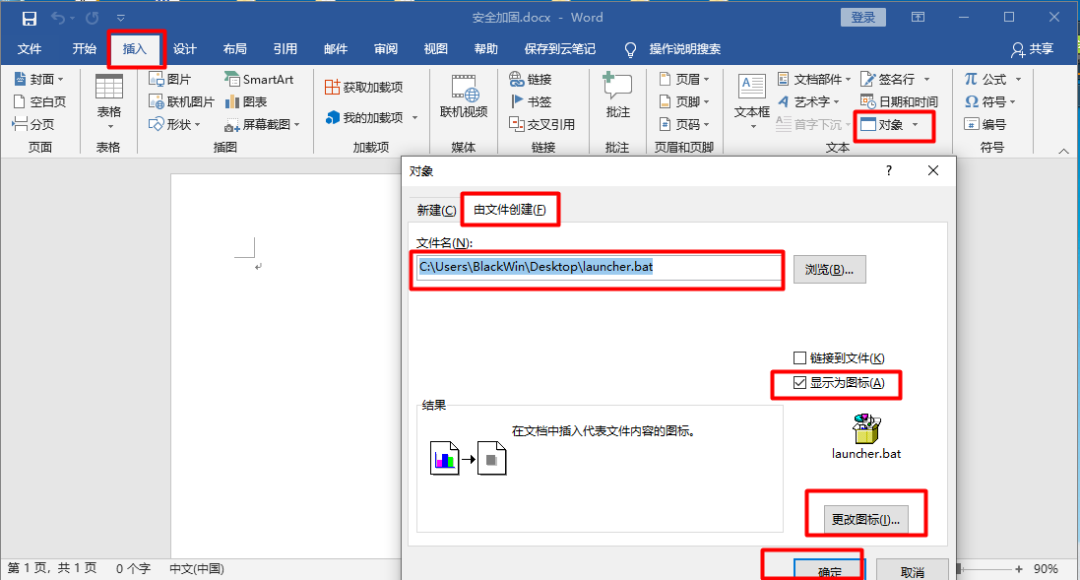 安全加固.docx - Word
登录
文件 开始 插入 设计 布局 引用 邮件 审阅 视图 帮助 保存到云笔记 操作说明搜索 共享
封面
空白页
分页
页面
表格
表格
图片
联机图片
形状
SmartArt
图表
屏幕截图
插图
获取加载项
我的加载项
加载项
联机视频
媒体
链接
书签
交叉引用
链接
批注
批注
页眉
页脚
页码
页眉和页脚
文本框
文档部件
艺术字
首字下沉
签名行
日期和时间
对象
文本
公式
符号
编号
符号
对象
?
新建(C) 由文件创建(F)
文件名(N):
C:\Users\BlackWin\Desktop\launcher.bat
浏览(B)...
链接到文件(K)
显示为图标(A)
结果
在文档中插入代表文件内容的图标。
launcher.bat
更改图标(I)...
确定 取消
第 1 页，共 1 页 0 个字 中文(中国)
90%